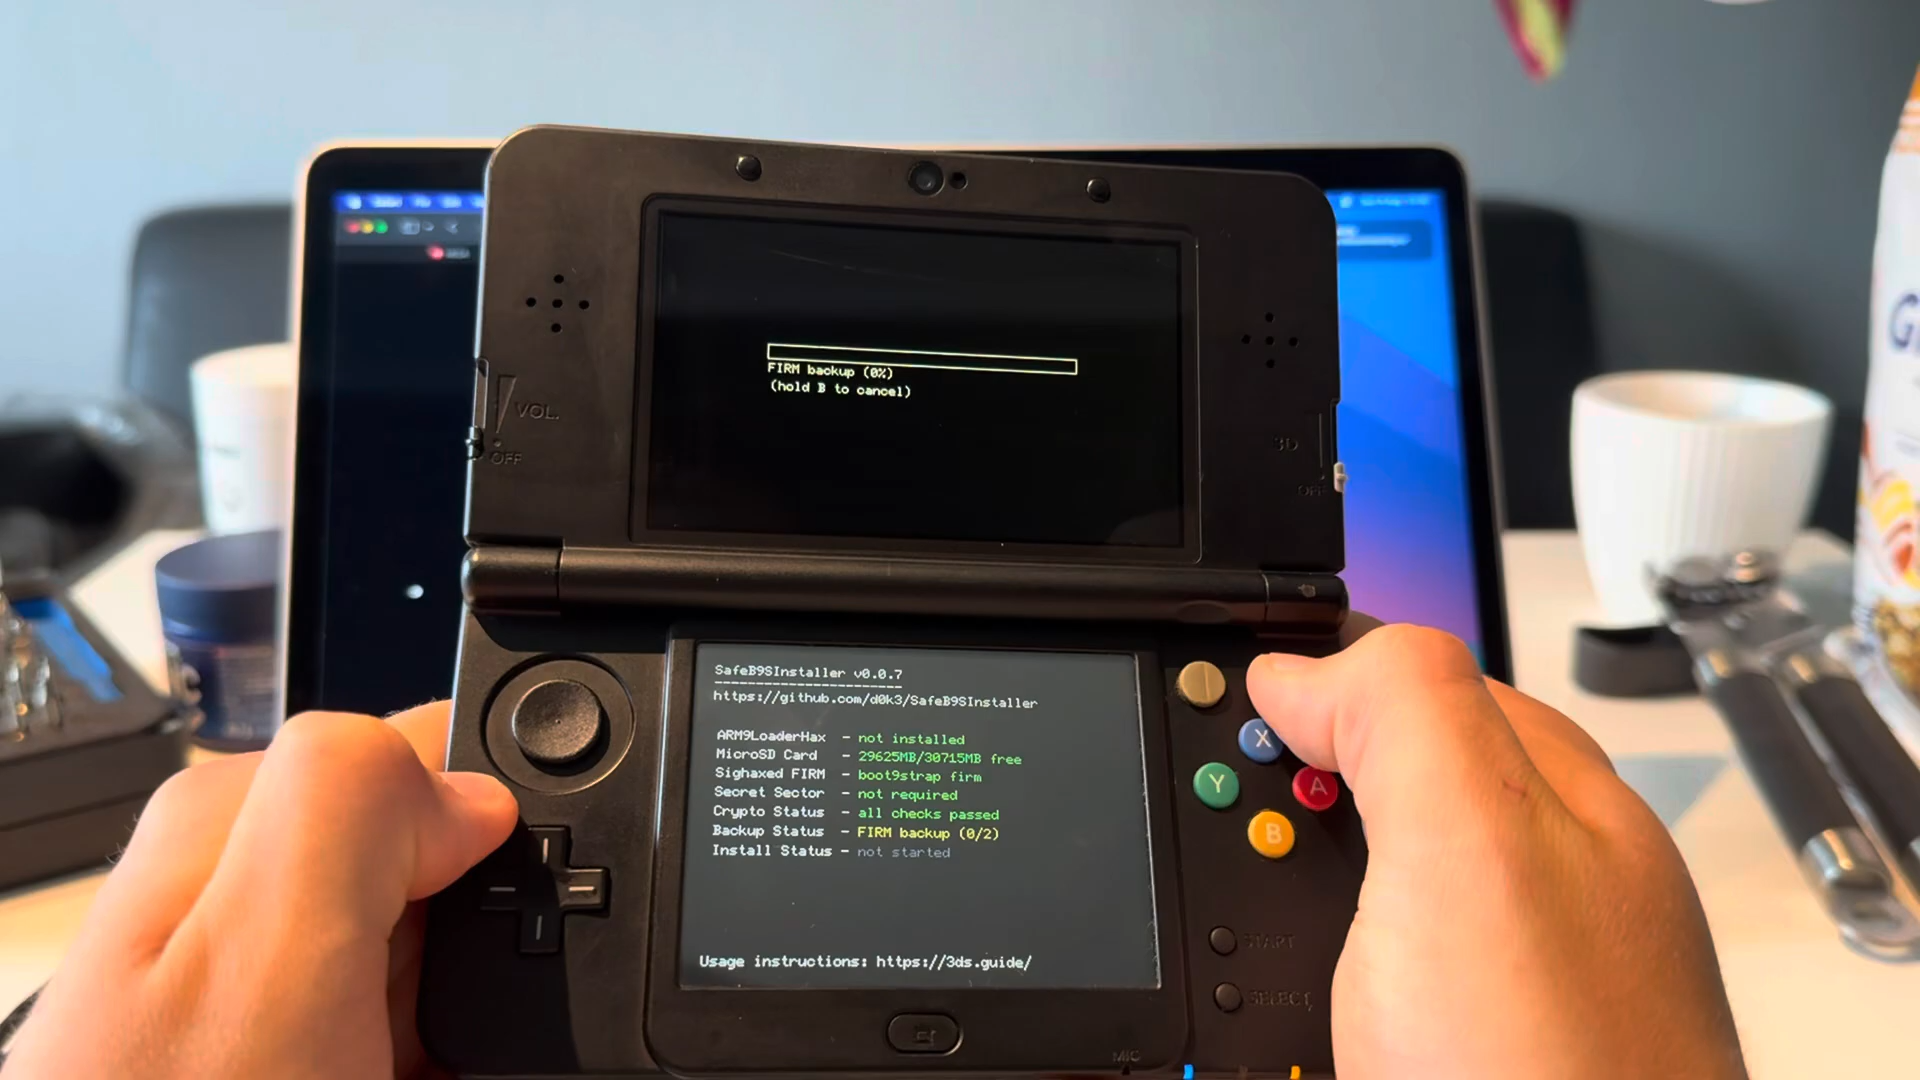 FIRM backup (0%)
(hold B to cancel)
VOL.
OFF
3D
OFF
SafeB9SInstaller v0.0.7
https://github.com/d0k3/SafeB9SInstaller
ARM9LoaderHax - not installed
MicroSD Card - 29625MB/30715MB free
Sighaxed FIRM - boot9strap firm
Secret Sector - not required
Crypto Status - all checks passed
Backup Status - FIRM backup (0/2)
Install Status - not started
Usage instructions: https://3ds.guide/
X
Y
A
B
START
SELECT
MIC